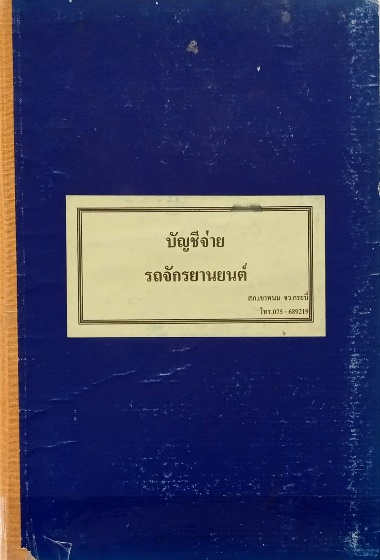 บัญชีจ่าย
รถจักรยานยนต์
สภ.เขาพนม จว.กระบี่
โทร.075 - 689219